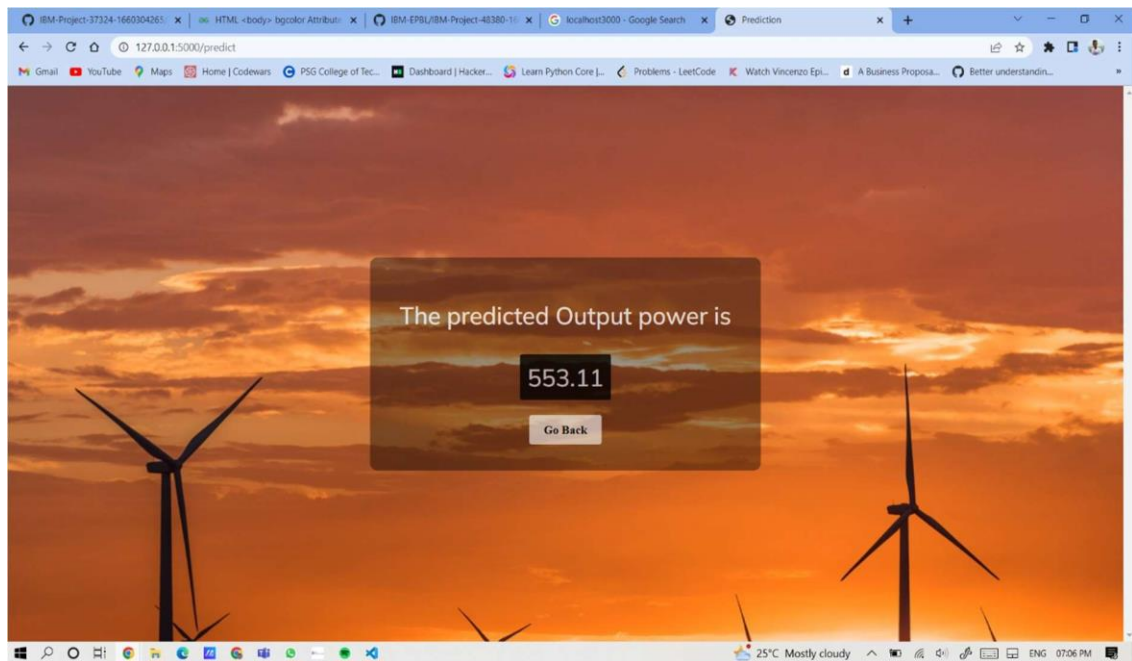 IBM-Project-37324-1660304265/
HTML <body> bgcolor Attribute
IBM-EPBL/IBM-Project-48380-16
localhost3000 - Google Search
Prediction
127.0.0.1:5000/predict
Gmail
YouTube
Maps
Home | Codewars
PSG College of Tec...
Dashboard | Hacker...
Learn Python Core |...
Problems - LeetCode
Watch Vincenzo Epi...
A Business Proposa...
Better understandin...
The predicted Output power is
553.11
Go Back
25°C Mostly cloudy
ENG
07:06 PM